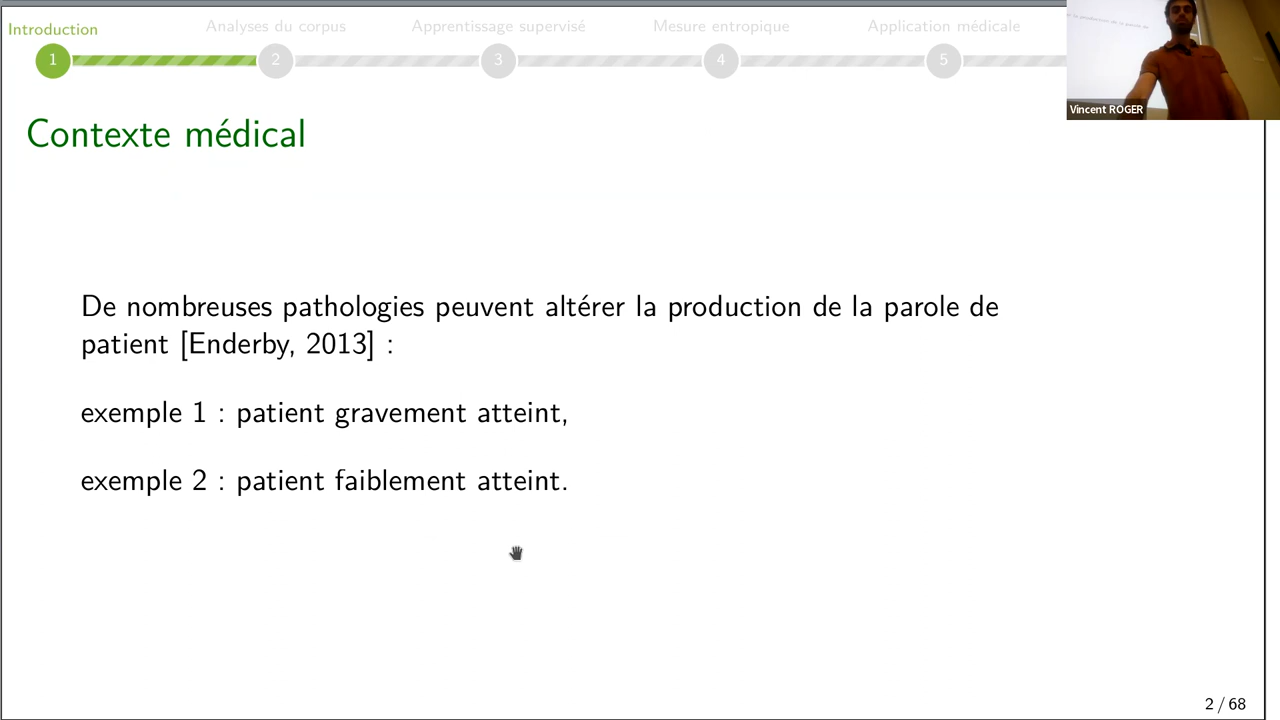 Introduction
Analyses du corpus
Apprentissage supervisé
Mesure entropique
Application médicale
1
2
3
4
5
Vincent ROGER
Contexte médical
De nombreuses pathologies peuvent altérer la production de la parole de
patient [Enderby, 2013] :
exemple 1 : patient gravement atteint,
exemple 2 : patient faiblement atteint.
2 / 68